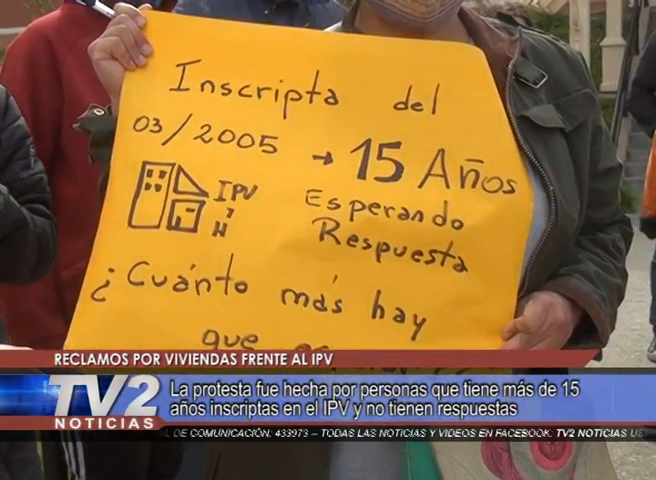 Inscripta del
03/2005 → 15 Años
IPV
Esperando
Respuesta
¿Cuánto más hay
que
RECLAMOS POR VIVIENDAS FRENTE AL IPV
TV2
NOTICIAS
La protesta fue hecha por personas que tiene más de 15
años inscriptas en el IPV y no tienen respuestas
L DE COMUNICACIÓN: 433973 – TODAS LAS NOTICIAS Y VIDEOS EN FACEBOOK: TV2 NOTICIAS US